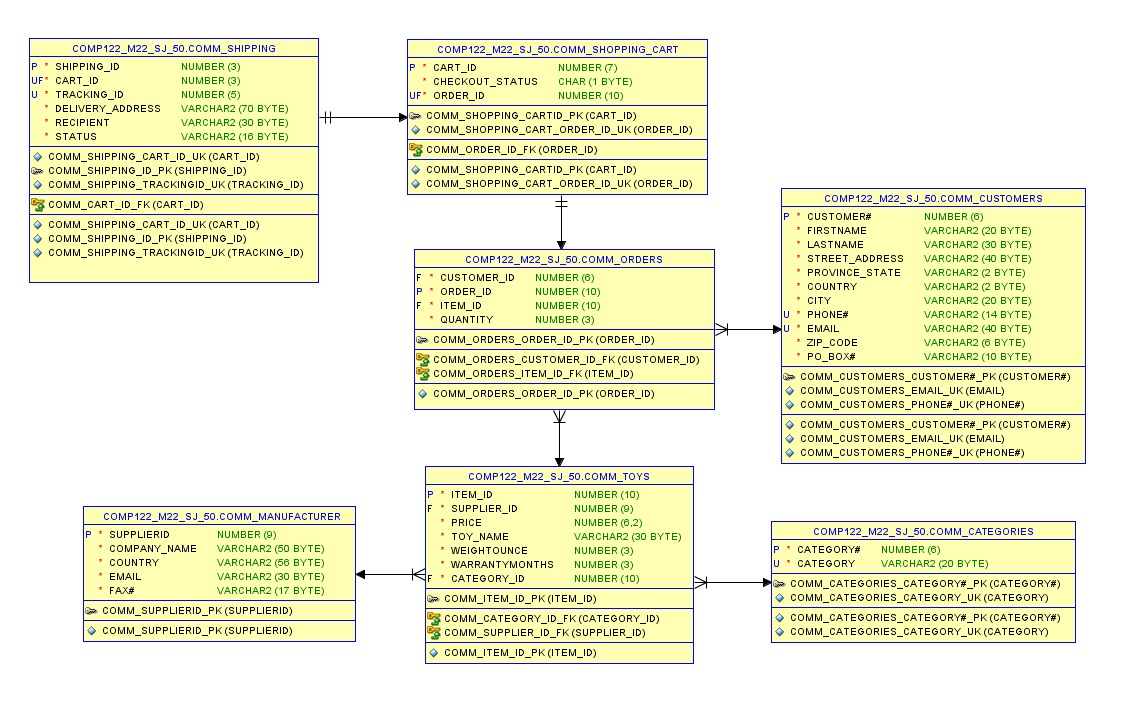 COMP122_M22_SJ_50.COMM_SHIPPING
P * SHIPPING_ID NUMBER (3)
UF* CART_ID NUMBER (3)
U * TRACKING_ID NUMBER (5)
* DELIVERY_ADDRESS VARCHAR2 (70 BYTE)
* RECIPIENT VARCHAR2 (30 BYTE)
* STATUS VARCHAR2 (16 BYTE)
COMM_SHIPPING_CART_ID_UK (CART_ID)
COMM_SHIPPING_ID_PK (SHIPPING_ID)
COMM_SHIPPING_TRACKINGID_UK (TRACKING_ID)
COMM_CART_ID_FK (CART_ID)
COMM_SHIPPING_CART_ID_UK (CART_ID)
COMM_SHIPPING_ID_PK (SHIPPING_ID)
COMM_SHIPPING_TRACKINGID_UK (TRACKING_ID)
COMP122_M22_SJ_50.COMM_SHOPPING_CART
P * CART_ID NUMBER (7)
* CHECKOUT_STATUS CHAR (1 BYTE)
UF* ORDER_ID NUMBER (10)
COMM_SHOPPING_CARTID_PK (CART_ID)
COMM_SHOPPING_CART_ORDER_ID_UK (ORDER_ID)
COMM_ORDER_ID_FK (ORDER_ID)
COMM_SHOPPING_CARTID_PK (CART_ID)
COMM_SHOPPING_CART_ORDER_ID_UK (ORDER_ID)
COMP122_M22_SJ_50.COMM_CUSTOMERS
P * CUSTOMER# NUMBER (6)
* FIRSTNAME VARCHAR2 (20 BYTE)
* LASTNAME VARCHAR2 (30 BYTE)
* STREET_ADDRESS VARCHAR2 (40 BYTE)
* PROVINCE_STATE VARCHAR2 (2 BYTE)
* COUNTRY VARCHAR2 (2 BYTE)
* CITY VARCHAR2 (20 BYTE)
U * PHONE# VARCHAR2 (14 BYTE)
U * EMAIL VARCHAR2 (40 BYTE)
* ZIP_CODE VARCHAR2 (6 BYTE)
* PO_BOX# VARCHAR2 (10 BYTE)
COMM_CUSTOMERS_CUSTOMER#_PK (CUSTOMER#)
COMM_CUSTOMERS_EMAIL_UK (EMAIL)
COMM_CUSTOMERS_PHONE#_UK (PHONE#)
COMM_CUSTOMERS_CUSTOMER#_PK (CUSTOMER#)
COMM_CUSTOMERS_EMAIL_UK (EMAIL)
COMM_CUSTOMERS_PHONE#_UK (PHONE#)
COMP122_M22_SJ_50.COMM_ORDERS
F * CUSTOMER_ID NUMBER (6)
P * ORDER_ID NUMBER (10)
F * ITEM_ID NUMBER (10)
* QUANTITY NUMBER (3)
COMM_ORDERS_ORDER_ID_PK (ORDER_ID)
COMM_ORDERS_CUSTOMER_ID_FK (CUSTOMER_ID)
COMM_ORDERS_ITEM_ID_FK (ITEM_ID)
COMM_ORDERS_ORDER_ID_PK (ORDER_ID)
COMP122_M22_SJ_50.COMM_TOYS
P * ITEM_ID NUMBER (10)
F * SUPPLIER_ID NUMBER (9)
* PRICE NUMBER (6,2)
* TOY_NAME VARCHAR2 (30 BYTE)
* WEIGHTOUNCE NUMBER (3)
* WARRANTYMONTHS NUMBER (3)
F * CATEGORY_ID NUMBER (10)
COMM_ITEM_ID_PK (ITEM_ID)
COMM_CATEGORY_ID_FK (CATEGORY_ID)
COMM_SUPPLIER_ID_FK (SUPPLIER_ID)
COMM_ITEM_ID_PK (ITEM_ID)
COMP122_M22_SJ_50.COMM_MANUFACTURER
P * SUPPLIERID NUMBER (9)
* COMPANY_NAME VARCHAR2 (50 BYTE)
* COUNTRY VARCHAR2 (56 BYTE)
* EMAIL VARCHAR2 (30 BYTE)
* FAX# VARCHAR2 (17 BYTE)
COMM_SUPPLIERID_PK (SUPPLIERID)
COMM_SUPPLIERID_PK (SUPPLIERID)
COMP122_M22_SJ_50.COMM_CATEGORIES
P * CATEGORY# NUMBER (6)
U * CATEGORY VARCHAR2 (20 BYTE)
COMM_CATEGORIES_CATEGORY#_PK (CATEGORY#)
COMM_CATEGORIES_CATEGORY_UK (CATEGORY)
COMM_CATEGORIES_CATEGORY#_PK (CATEGORY#)
COMM_CATEGORIES_CATEGORY_UK (CATEGORY)